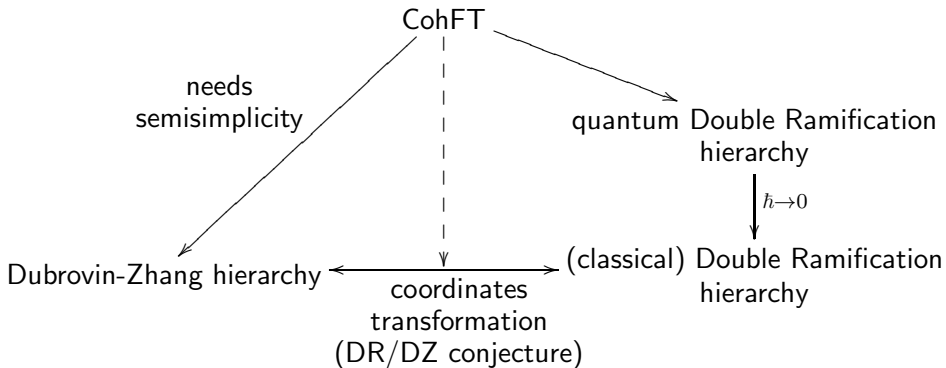 CohFT
needs
semisimplicity
quantum Double Ramification
hierarchy
ℏ→0
Dubrovin-Zhang hierarchy
(classical) Double Ramification
hierarchy
coordinates
transformation
(DR/DZ conjecture)